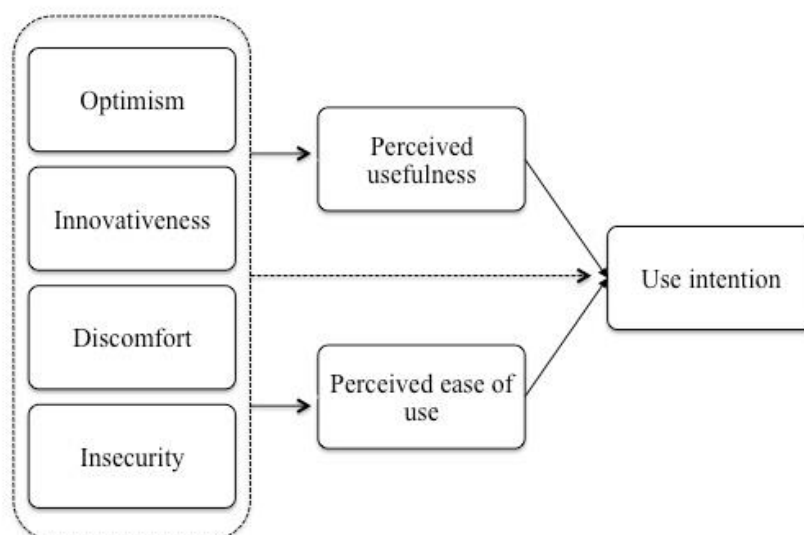 Optimism
Innovativeness
Discomfort
Insecurity
Perceived
usefulness
Perceived ease of
use
Use intention